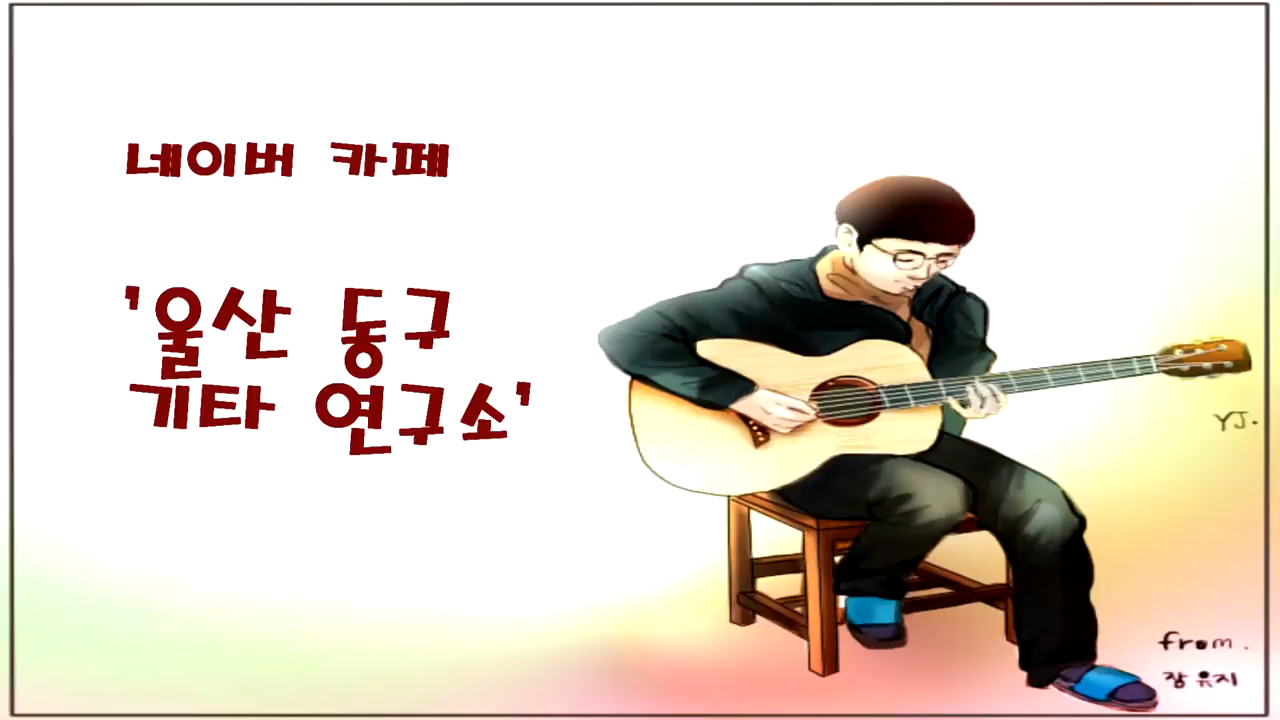 네이버 카페
'울산 동구
기타 연구소'
YJ.
from.
장유지